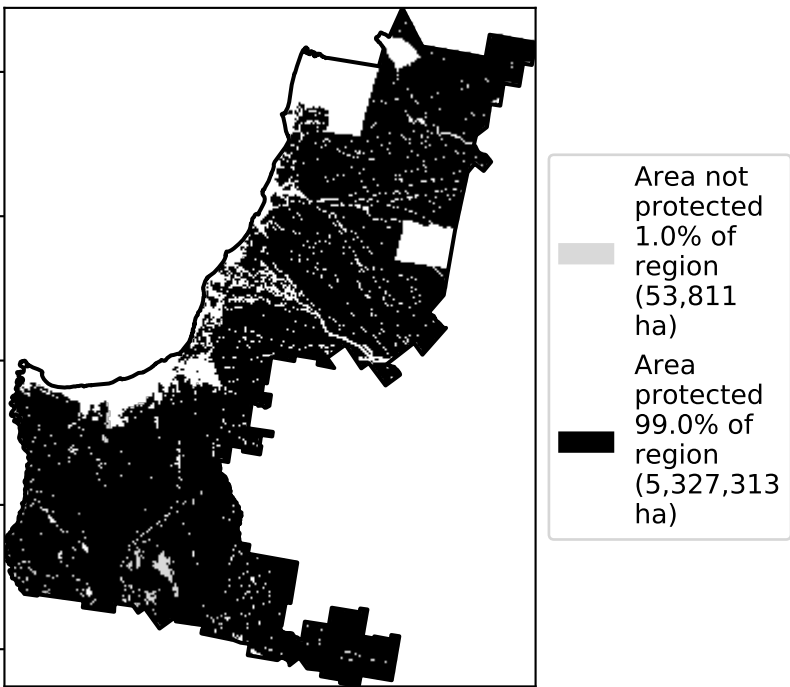 Area not
protected
1.0% of
region
(53,811
ha)
Area
protected
99.0% of
region
(5,327,313
ha)